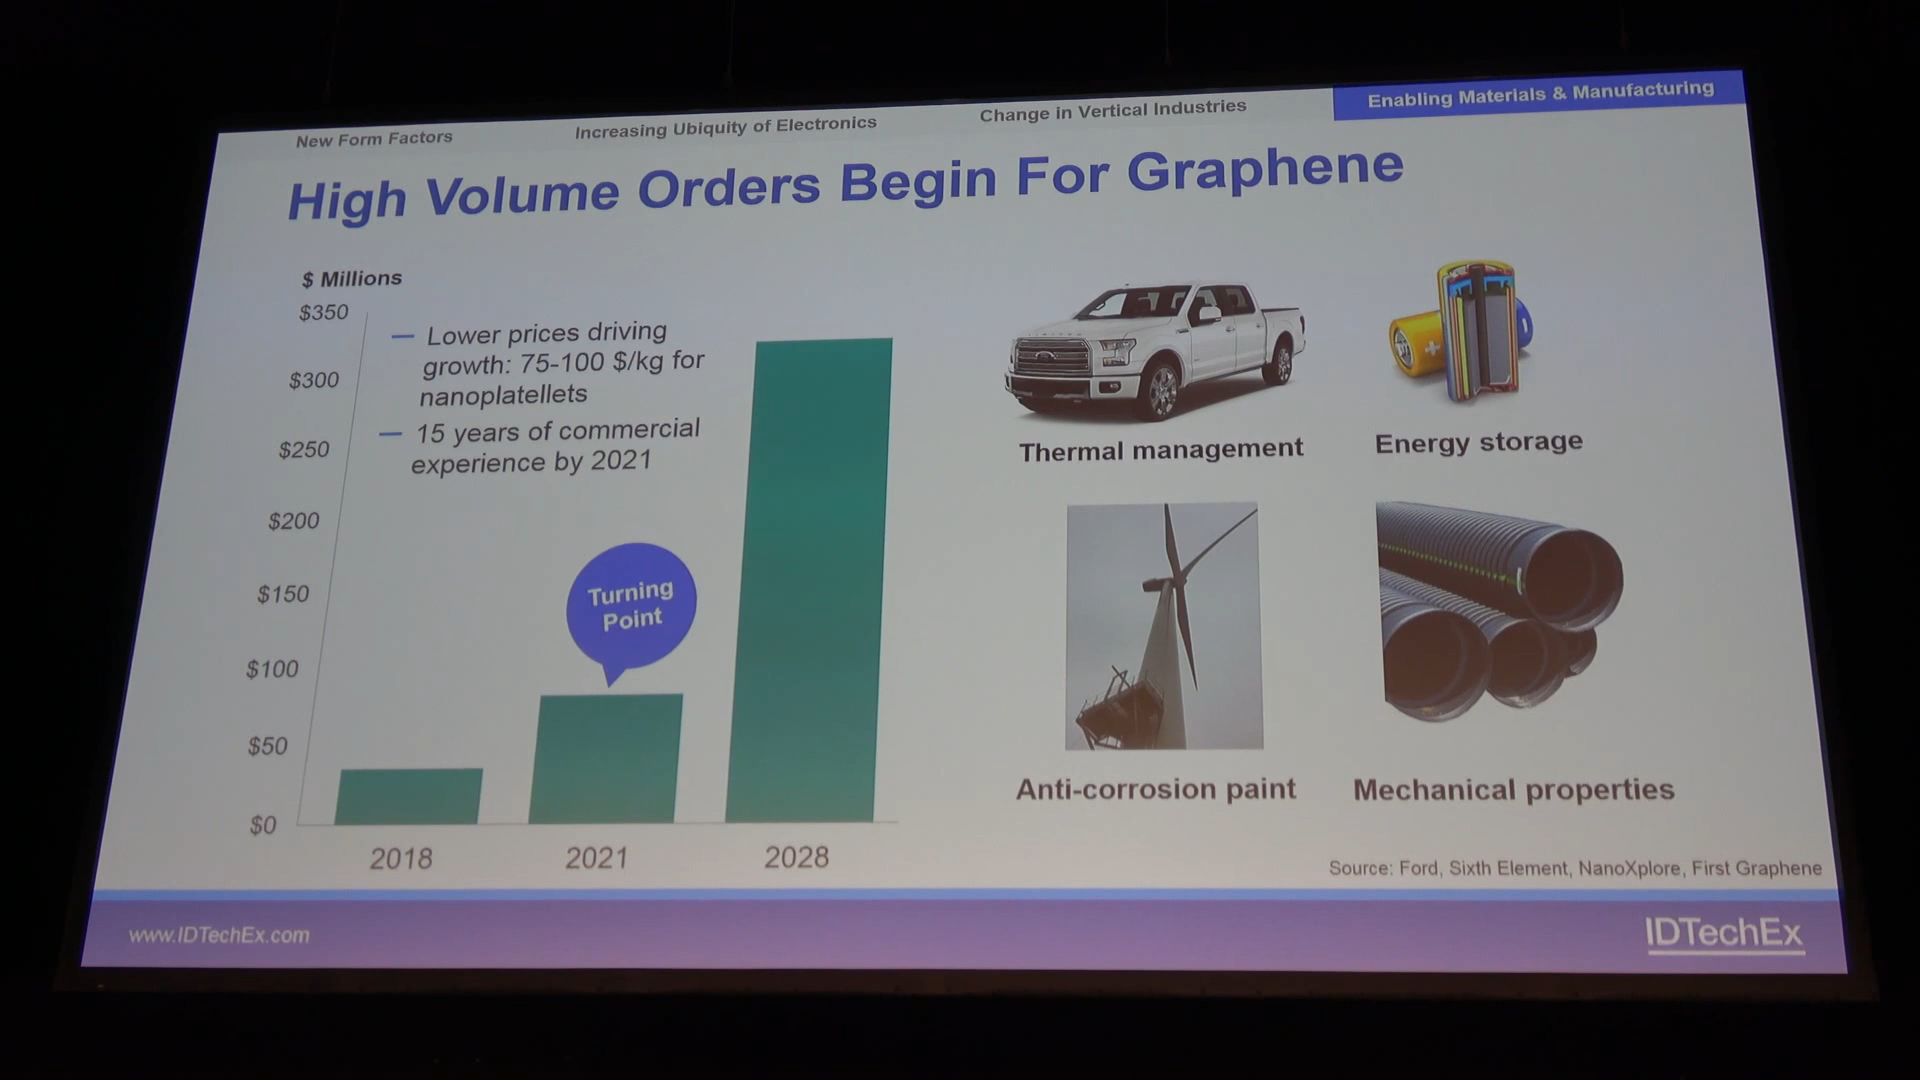 New Form Factors
Increasing Ubiquity of Electronics
Change in Vertical Industries
Enabling Materials & Manufacturing
High Volume Orders Begin For Graphene
$ Millions
$350
$300
$250
$200
$150
$100
$50
$0
— Lower prices driving
growth: 75-100 $/kg for
nanoplatellets
— 15 years of commercial
experience by 2021
Turning
Point
2018
2021
2028
Thermal management
Energy storage
Anti-corrosion paint
Mechanical properties
Source: Ford, Sixth Element, NanoXplore, First Graphene
www.IDTechEx.com
IDTechEx